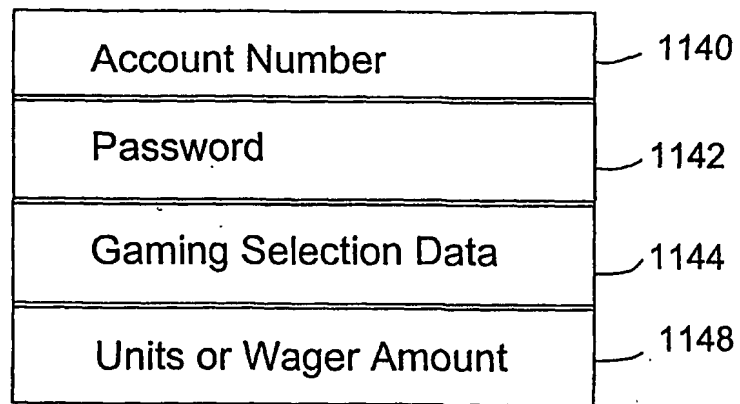 Account Number 1140
Password 1142
Gaming Selection Data 1144
Units or Wager Amount 1148